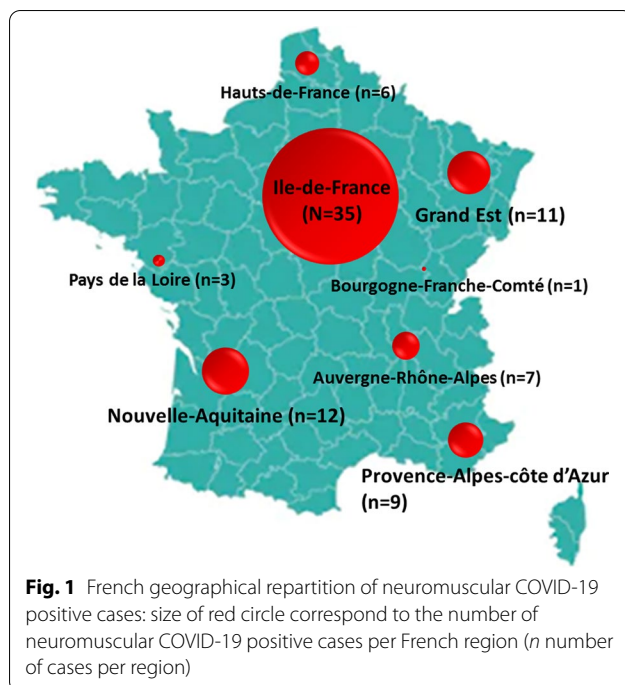 Hauts-de-France (n=6)
Ile-de-France
(N=35)
Grand Est (n=11)
Pays de la Loire (n=3)
Bourgogne-Franche-Comté (n=1)
Auvergne-Rhône-Alpes (n=7)
Nouvelle-Aquitaine (n=12)
Provence-Alpes-côte d'Azur
(n=9)
Fig. 1 French geographical repartition of neuromuscular COVID-19
positive cases: size of red circle correspond to the number of
neuromuscular COVID-19 positive cases per French region (n number
of cases per region)